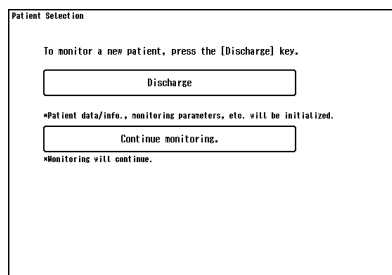 Patient Selection
To monitor a new patient, press the [Discharge] key.
Discharge
*Patient data/info., monitoring parameters, etc. will be initialized.
Continue monitoring.
*Monitoring will continue.